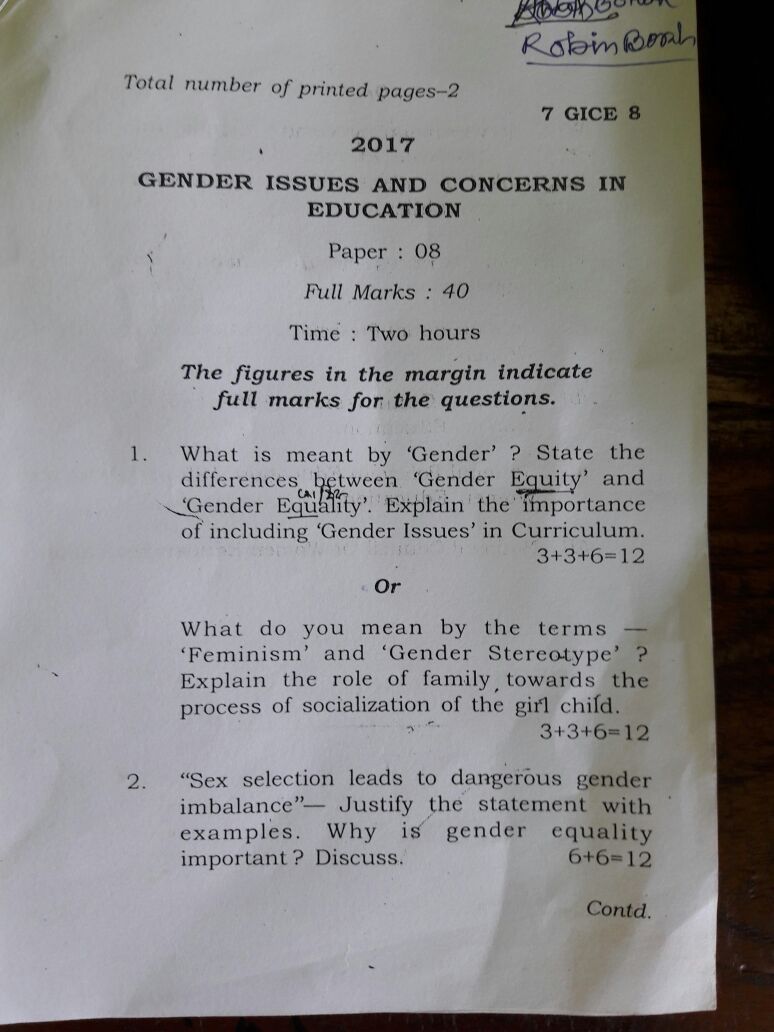 Robin Borah
Total number of printed pages–2
7 GICE 8
2017
GENDER ISSUES AND CONCERNS IN
EDUCATION
Paper : 08
Full Marks : 40
Time : Two hours
The figures in the margin indicate
full marks for the questions.
1. What is meant by ‘Gender’ ? State the
differences between ‘Gender Equity’ and
‘Gender Equality’. Explain the importance
of including ‘Gender Issues’ in Curriculum.
3+3+6=12
Or
What do you mean by the terms —
‘Feminism’ and ‘Gender Stereotype’ ?
Explain the role of family towards the
process of socialization of the girl child.
3+3+6=12
2. “Sex selection leads to dangerous gender
imbalance”— Justify the statement with
examples. Why is gender equality
important ? Discuss. 6+6=12
Contd.